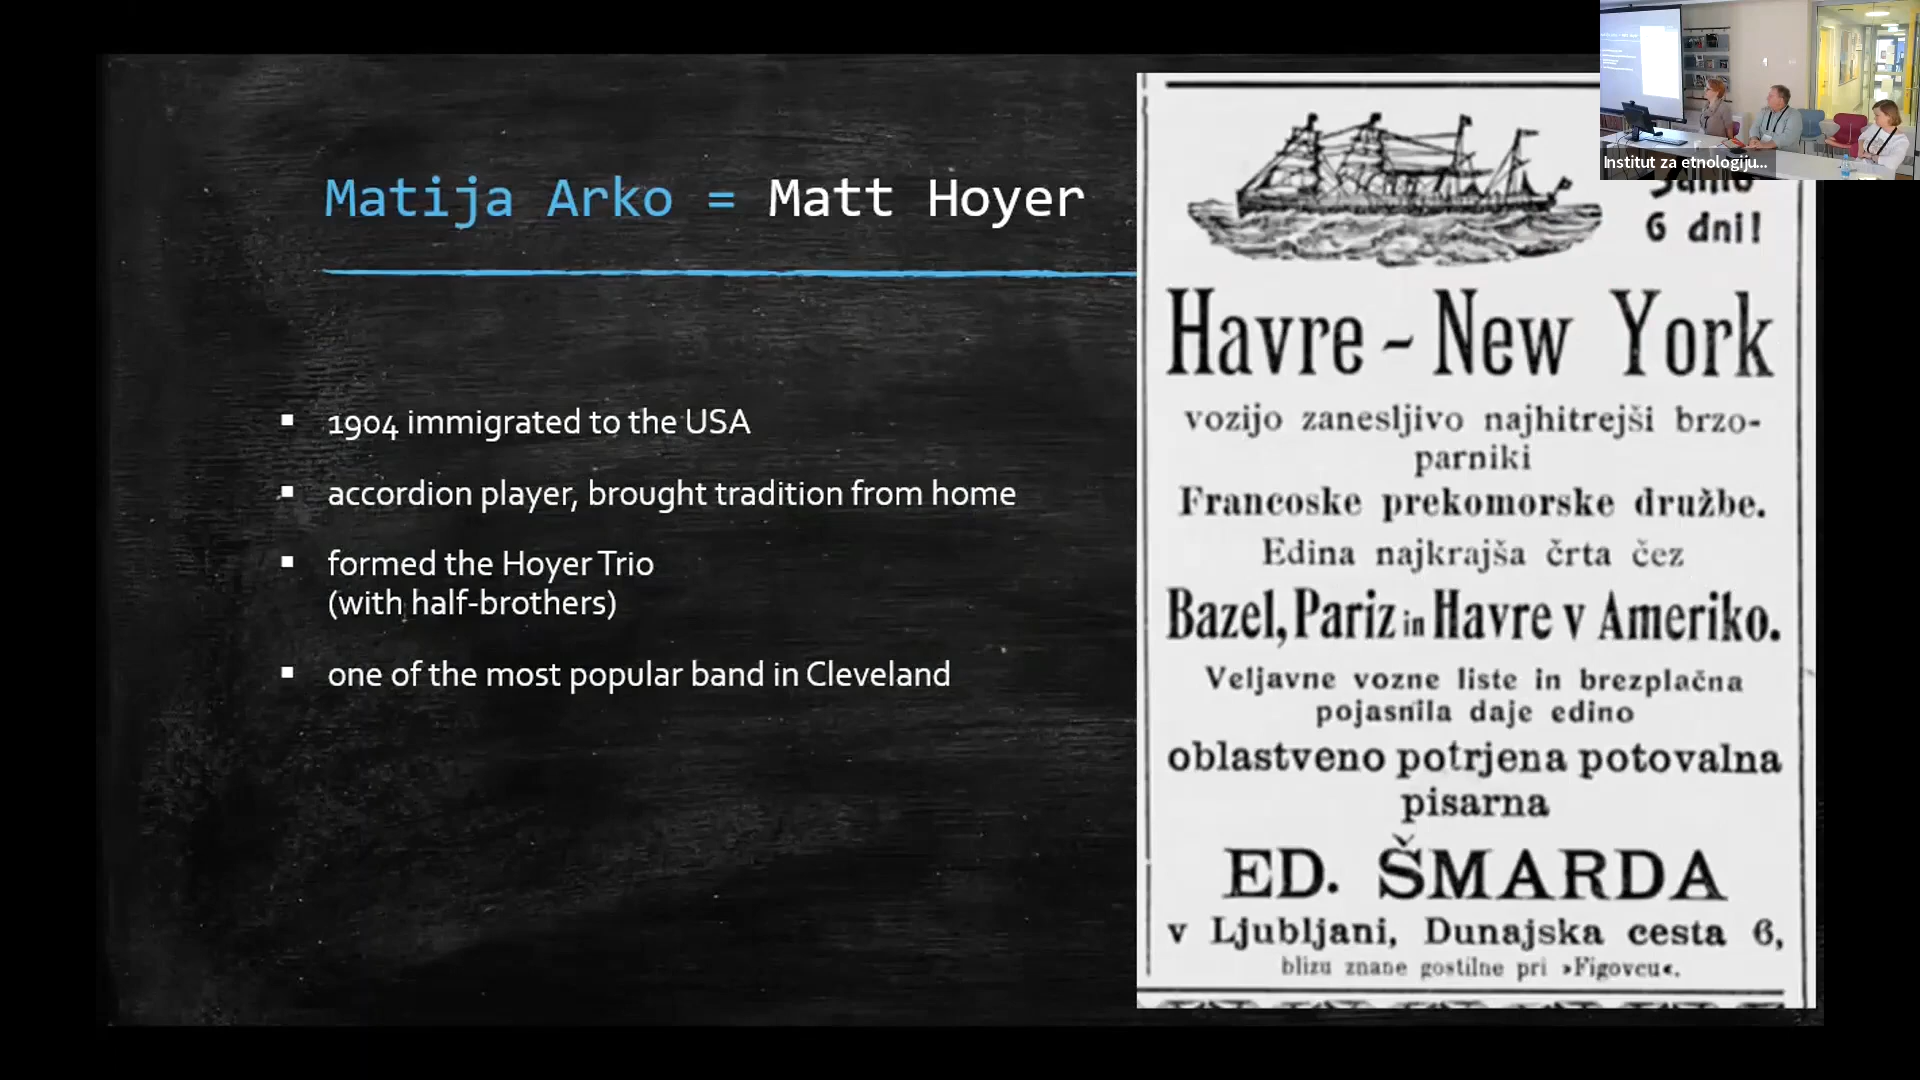 Matija Arko = Matt Hoyer
▪ 1904 immigrated to the USA
▪ accordion player, brought tradition from home
▪ formed the Hoyer Trio
(with half-brothers)
▪ one of the most popular band in Cleveland
Samo
6 dni!
Havre - New York
vozijo zanesljivo najhitrejši brzo-
parniki
Francoske prekomorske družbe.
Edina najkrajša črta čez
Bazel, Pariz in Havre v Ameriko.
Veljavne vozne liste in brezplačna
pojasnila daje edino
oblastveno potrjena potovalna
pisarna
ED. ŠMARDA
v Ljubljani, Dunajska cesta 6,
blizu znane gostilne pri »Figovcu«.
Institut za etnologiju...